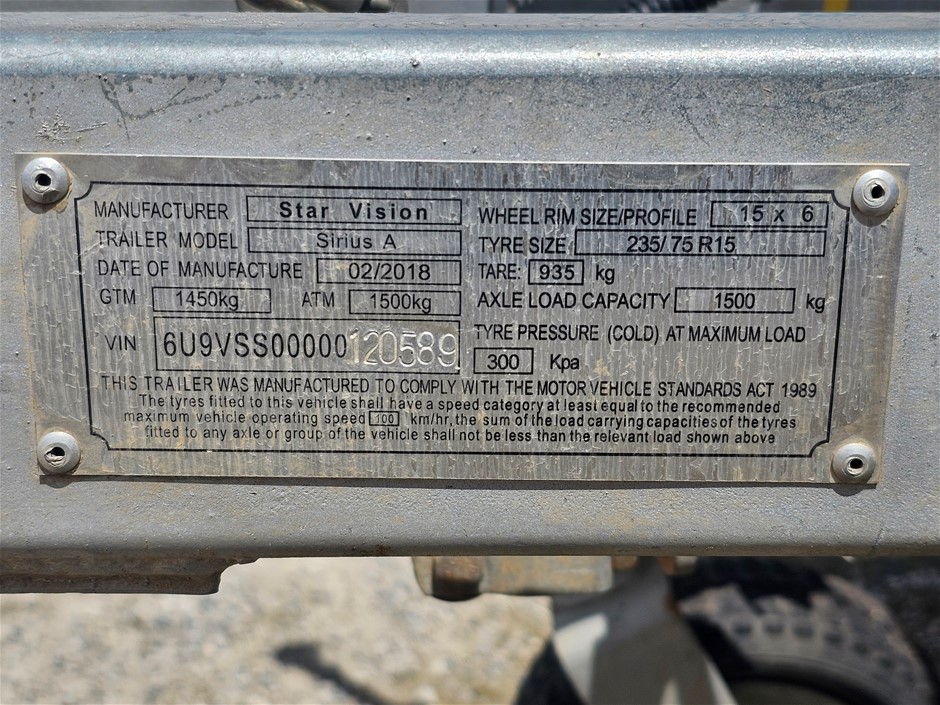 MANUFACTURER Star Vision
TRAILER MODEL Sirius A
DATE OF MANUFACTURE 02/2018
GTM 1450kg ATM 1500kg
VIN 6U9VSS00000120589
WHEEL RIM SIZE/PROFILE 15 x 6
TYRE SIZE 235/75 R15
TARE: 935 kg
AXLE LOAD CAPACITY 1500 kg
TYRE PRESSURE (COLD) AT MAXIMUM LOAD
300 Kpa
THIS TRAILER WAS MANUFACTURED TO COMPLY WITH THE MOTOR VEHICLE STANDARDS ACT 1989
The tyres fitted to this vehicle shall have a speed category at least equal to the recommended
maximum vehicle operating speed 100 km/hr, the sum of the load carrying capacities of the tyres
fitted to any axle or group of the vehicle shall not be less than the relevant load shown above